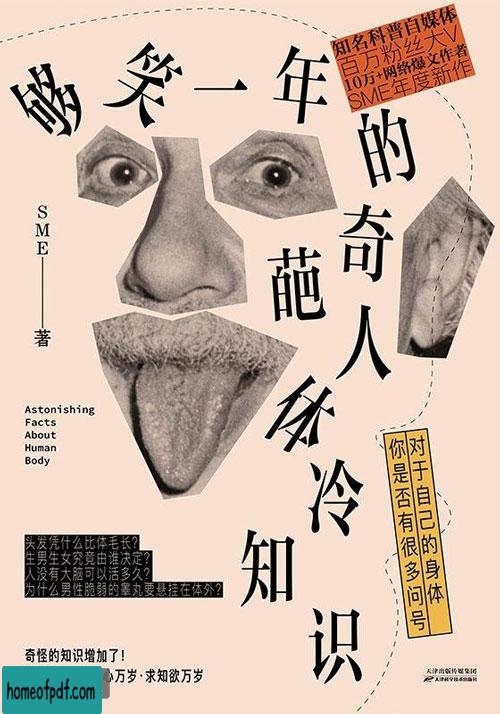 知名科普自媒体
百万粉丝大V
10万+网络爆文作者
SME年度新作
够笑一年的奇葩人体冷知识
SME——著
Astonishing
Facts
About
Human
Body
对于自己的身体
你是否有很多问号
头发凭什么比体毛长?
生男生女究竟由谁决定?
人没有大脑可以活多久?
为什么男性脆弱的睾丸要悬挂在体外?
奇怪的知识增加了!
心万岁·求知欲万岁
天津出版传媒集团
天津科学技术出版社
homeofpdf.com